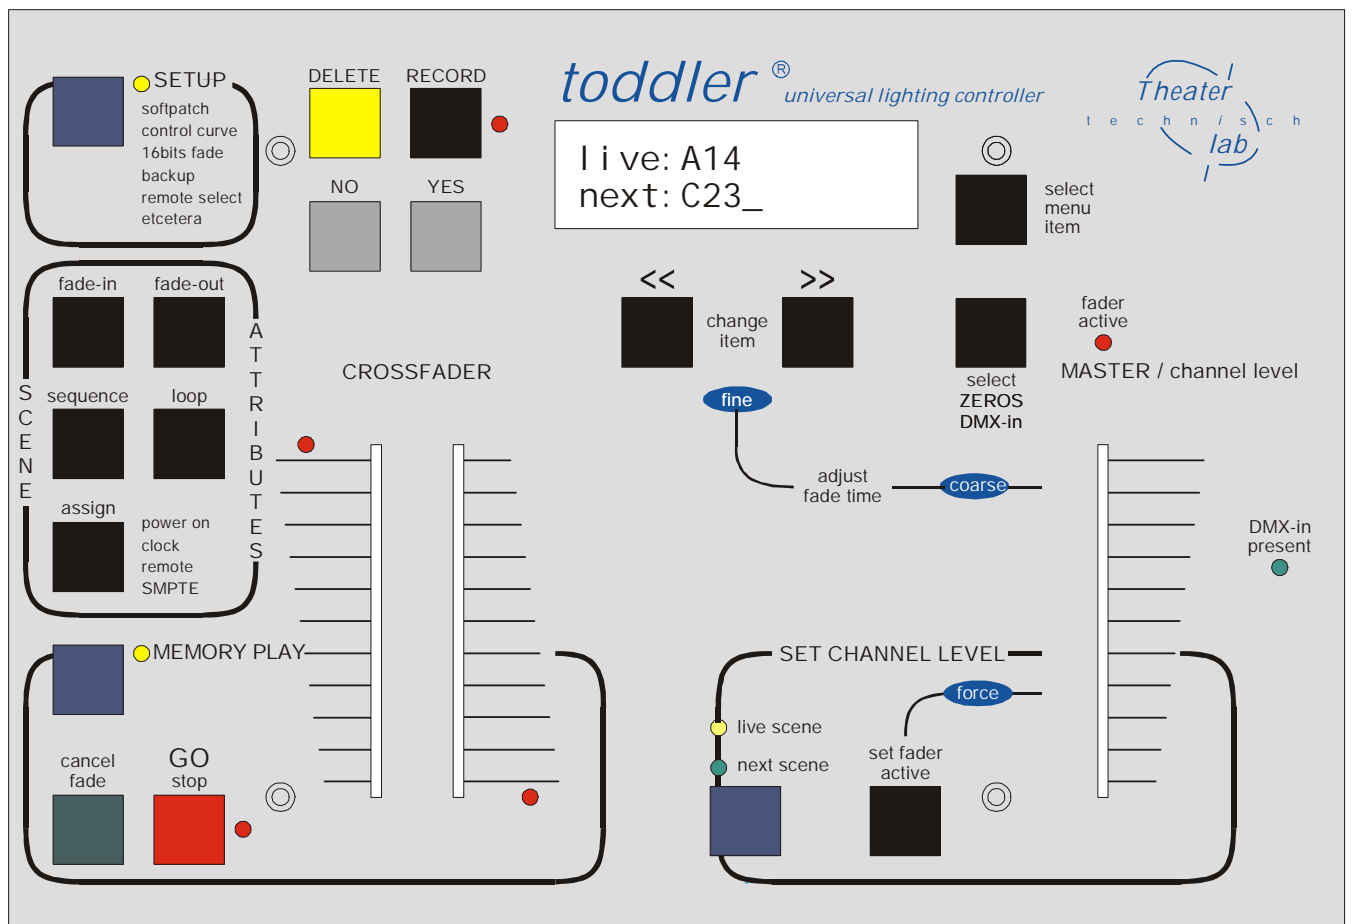 SETUP
softpatch
control curve
16bits fade
backup
remote select
etcetera
DELETE
RECORD
NO
YES
toddler ®
universal lighting controller
live: A14
next: C23_
Theater
technisch
lab
select
menu
item
<<
>>
change
item
select
ZEROS
DMX-in
fader
active
MASTER / channel level
SCENE
ATTRIBUTES
fade-in
fade-out
sequence
loop
assign
power on
clock
remote
SMPTE
CROSSFADER
fine
adjust
fade time
coarse
DMX-in
present
MEMORY PLAY
cancel
fade
GO
stop
SET CHANNEL LEVEL
force
live scene
next scene
set fader
active